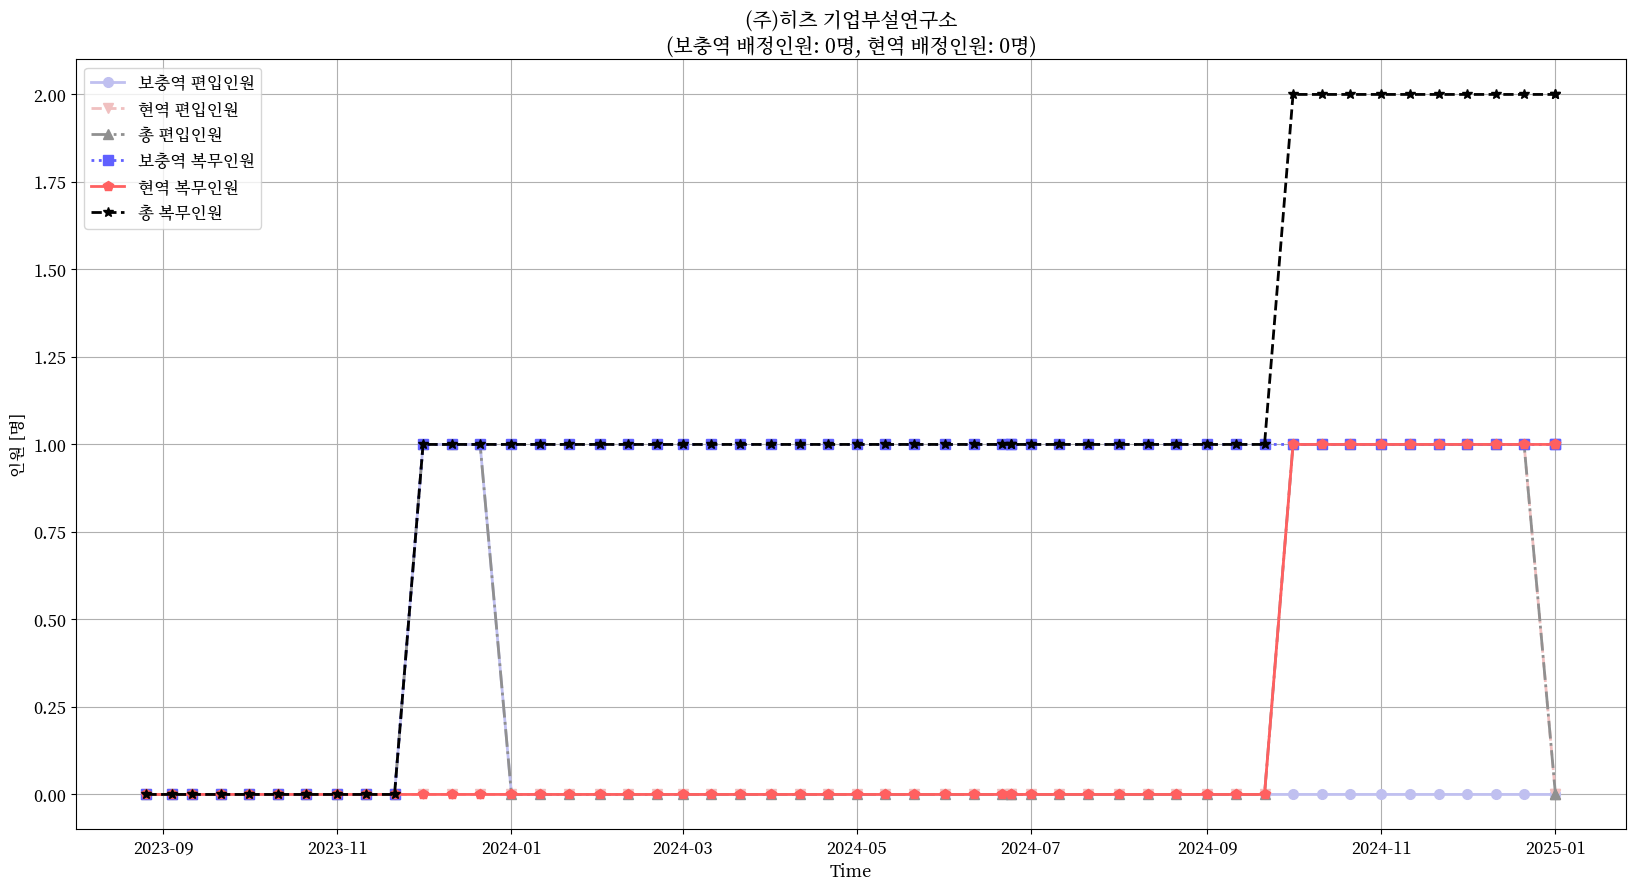 (주)히츠 기업부설연구소
(보충역 배정인원: 0명, 현역 배정인원: 0명)
보충역 편입인원
현역 편입인원
총 편입인원
보충역 복무인원
현역 복무인원
총 복무인원
인원 [명]
2.00
1.75
1.50
1.25
1.00
0.75
0.50
0.25
0.00
2023-09
2023-11
2024-01
2024-03
2024-05
2024-07
2024-09
2024-11
2025-01
Time